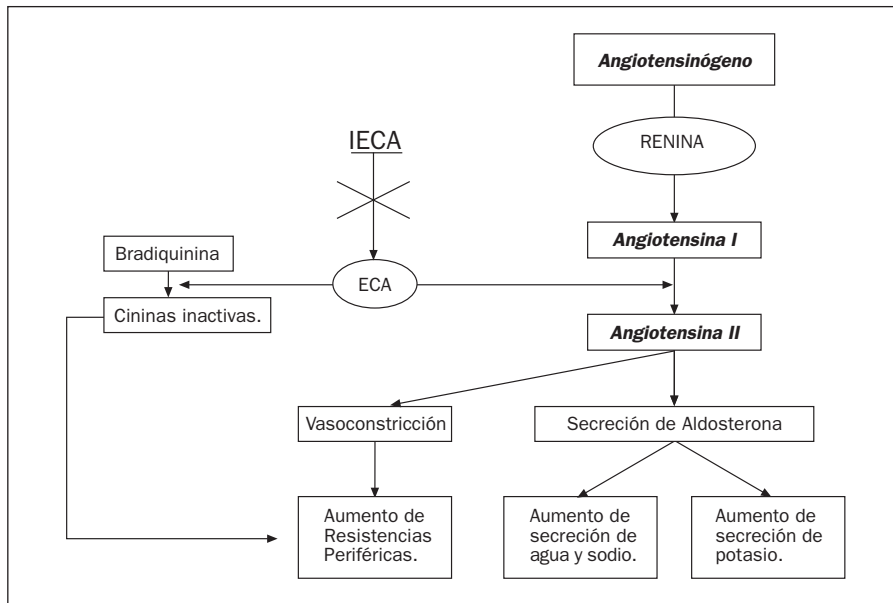 Angiotensinógeno
RENINA
IECA
Angiotensina I
Bradiquinina
ECA
Cininas inactivas.
Angiotensina II
Vasoconstricción
Secreción de Aldosterona
Aumento de
Resistencias
Periféricas.
Aumento de
secreción de
agua y sodio.
Aumento de
secreción de
potasio.